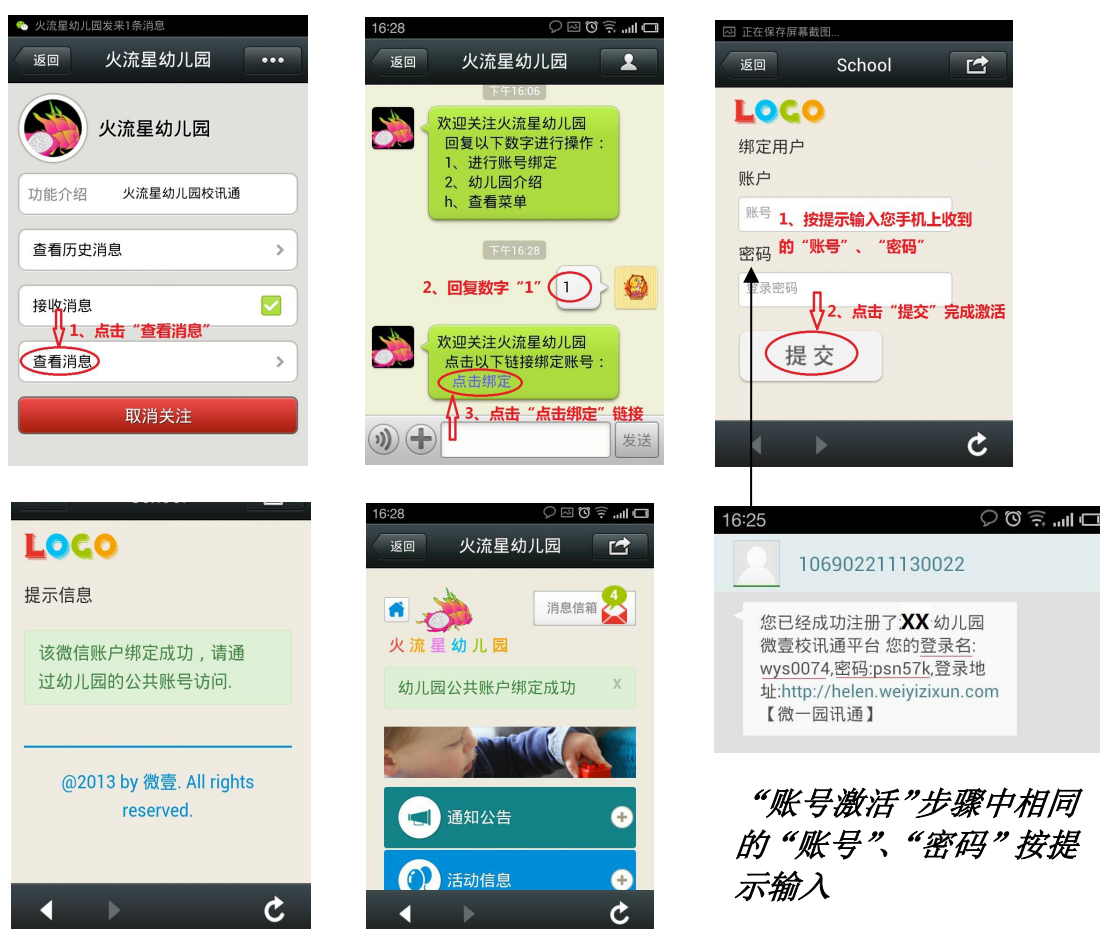 火流星幼儿园发来1条消息
返回
火流星幼儿园
火流星幼儿园
功能介绍 火流星幼儿园校讯通
查看历史消息
接收消息
1、点击“查看消息”
查看消息
取消关注
16:28
返回
火流星幼儿园
下午16:06
欢迎关注火流星幼儿园
回复以下数字进行操作：
1、进行账号绑定
2、幼儿园介绍
h、查看菜单
下午16:28
2、回复数字“1”
1
欢迎关注火流星幼儿园
点击以下链接绑定账号：
点击绑定
3、点击“点击绑定”链接
发送
正在保存屏幕截图...
返回
School
LOGO
绑定用户
账户
账号
1、按提示输入您手机上收到
的“账号”、“密码”
密码
登录密码
2、点击“提交”完成激活
提交
LOGO
提示信息
该微信账户绑定成功，请通
过幼儿园的公共账号访问.
@2013 by 微壹. All rights
reserved.
16:28
返回
火流星幼儿园
消息信箱
4
火流星幼儿园
幼儿园公共账户绑定成功 X
通知公告
活动信息
16:25
106902211130022
您已经成功注册了XX幼儿园
微壹校讯通平台 您的登录名:
wys0074,密码:psn57k,登录地
址:http://helen.weiyizixun.com
【微一园讯通】
“账号激活”步骤中相同
的“账号”、“密码”按提
示输入